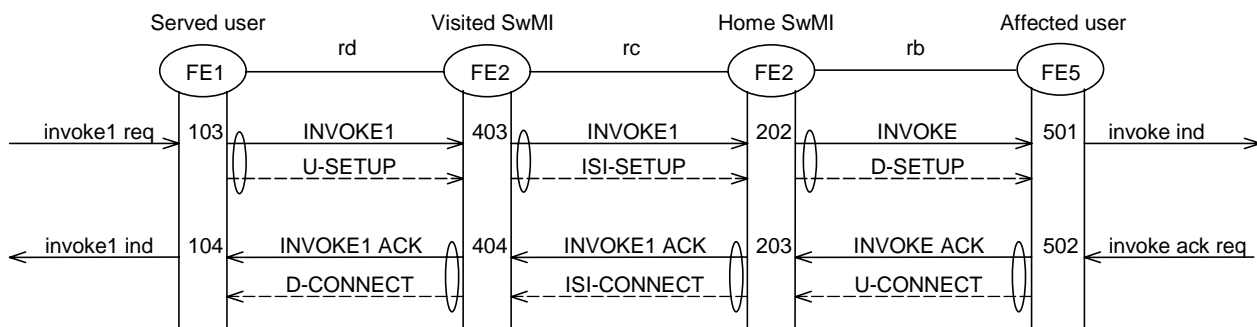 Served user Visited SwMI Home SwMI Affected user
rd rc rb
FE1 FE2 FE2 FE5
invoke1 req 103 INVOKE1 403 INVOKE1 202 INVOKE 501 invoke ind
U-SETUP ISI-SETUP D-SETUP
invoke1 ind 104 INVOKE1 ACK 404 INVOKE1 ACK 203 INVOKE ACK 502 invoke ack req
D-CONNECT ISI-CONNECT U-CONNECT